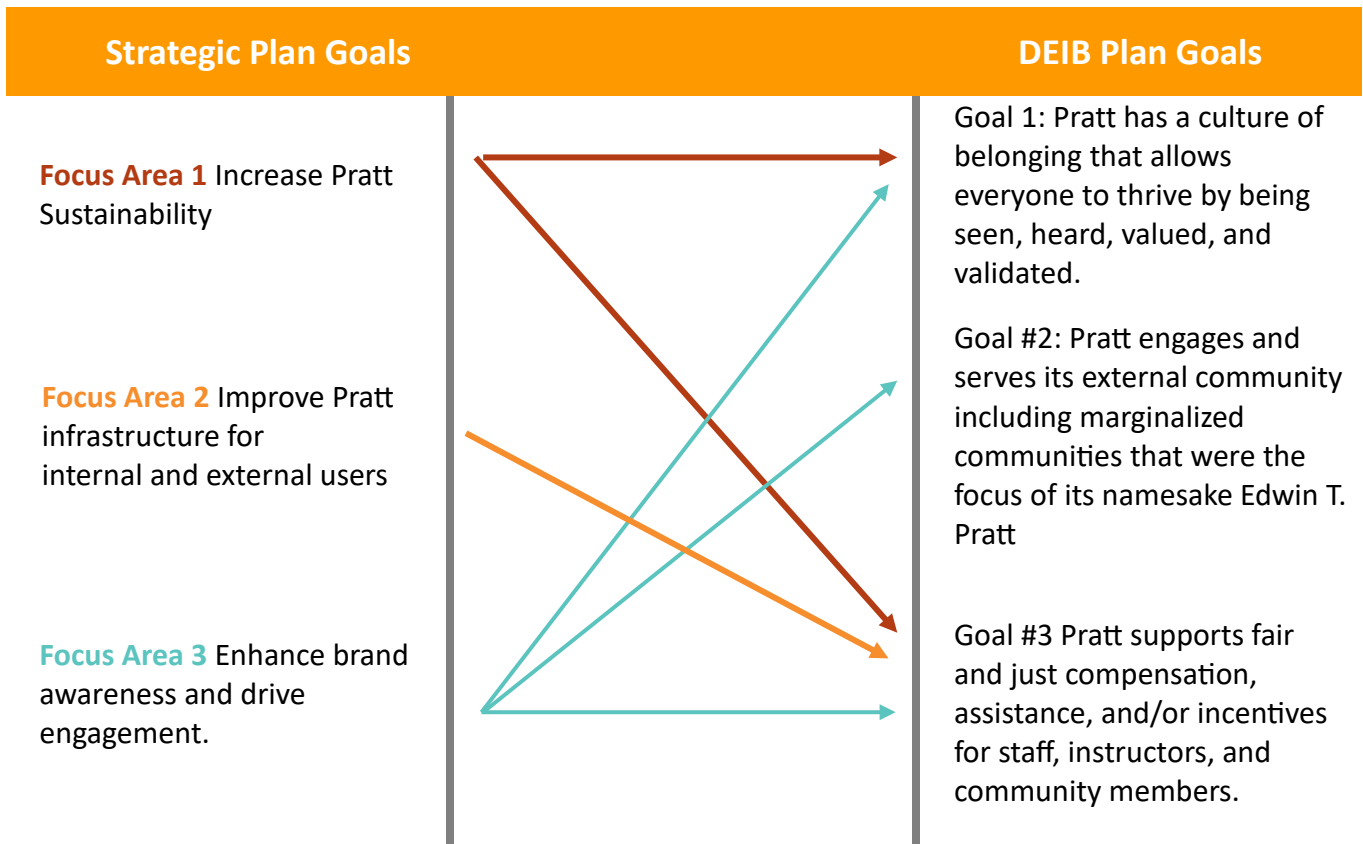 Strategic Plan Goals
DEIB Plan Goals
Focus Area 1 Increase Pratt
Sustainability
Focus Area 2 Improve Pratt
infrastructure for
internal and external users
Focus Area 3 Enhance brand
awareness and drive
engagement.
Goal 1: Pratt has a culture of
belonging that allows
everyone to thrive by being
seen, heard, valued, and
validated.
Goal #2: Pratt engages and
serves its external community
including marginalized
communities that were the
focus of its namesake Edwin T.
Pratt
Goal #3 Pratt supports fair
and just compensation,
assistance, and/or incentives
for staff, instructors, and
community members.